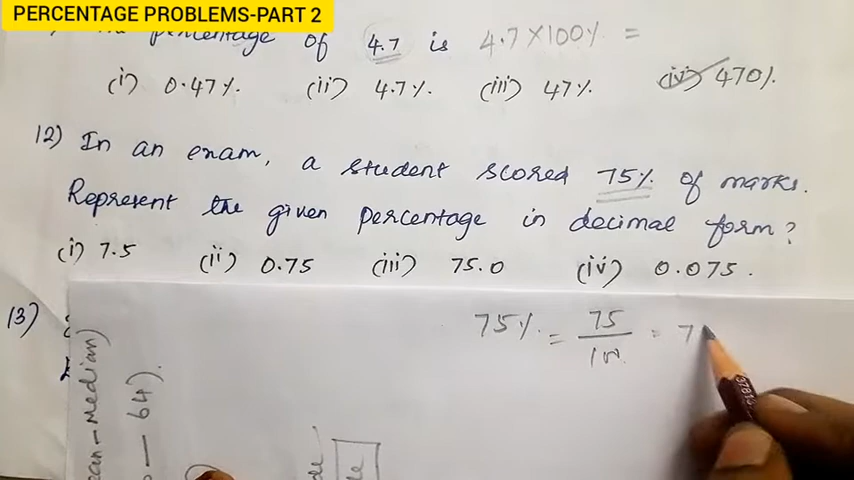 PERCENTAGE PROBLEMS-PART 2
percentage of 4.7 is 4.7×100% =
(i) 0.47% (ii) 4.7% (iii) 47% (iv) 470%
12) In an exam, a student scored 75% of marks.
Represent the given percentage in decimal form?
(i) 7.5 (ii) 0.75 (iii) 75.0 (iv) 0.075.
13)
75% = 75/100 = 7
Median)
64).